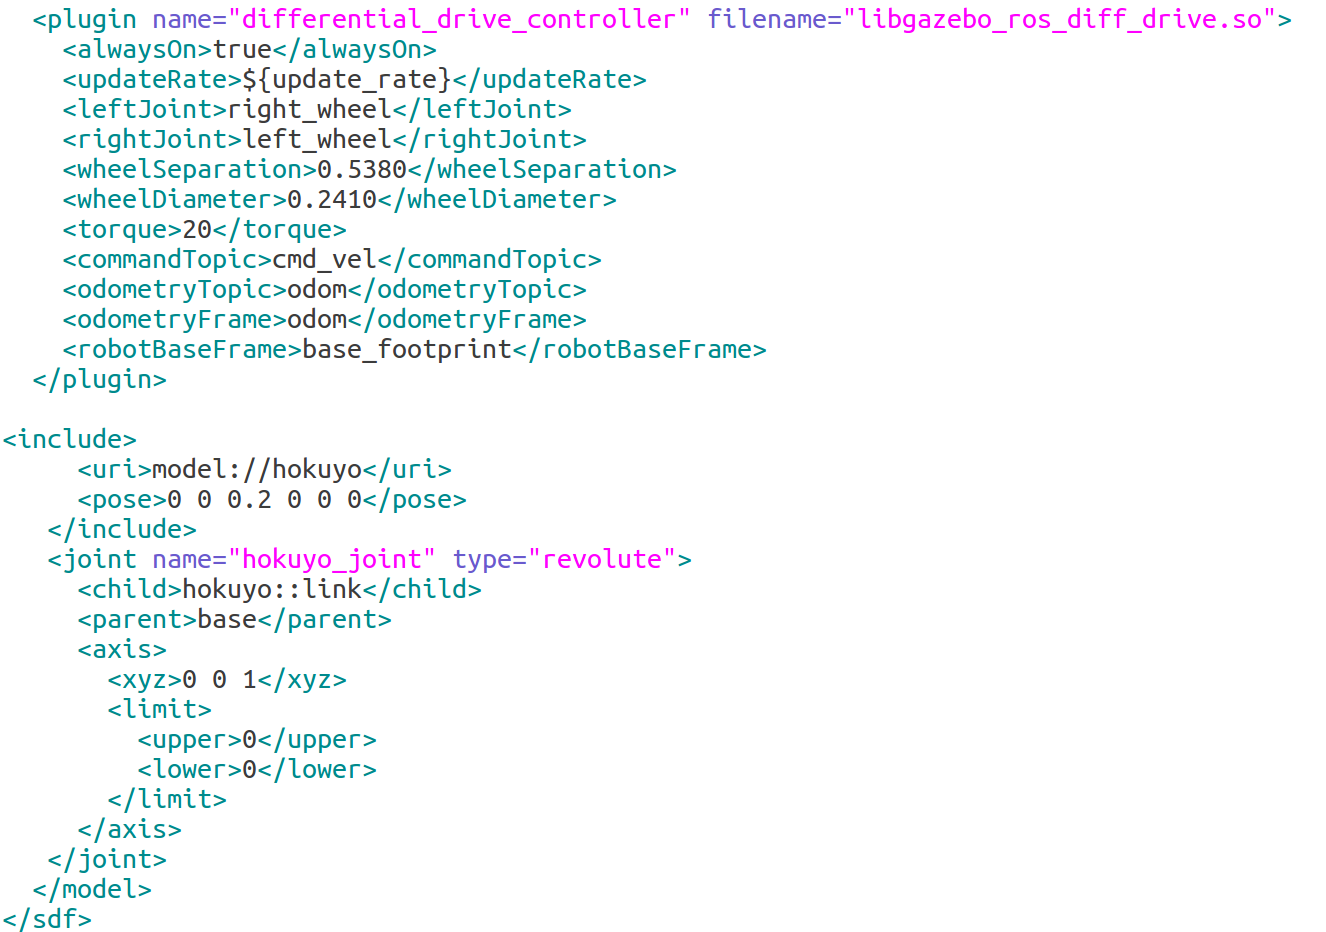 <plugin name="differential_drive_controller" filename="libgazebo_ros_diff_drive.so">
<alwaysOn>true</alwaysOn>
<updateRate>${update_rate}</updateRate>
<leftJoint>right_wheel</leftJoint>
<rightJoint>left_wheel</rightJoint>
<wheelSeparation>0.5380</wheelSeparation>
<wheelDiameter>0.2410</wheelDiameter>
<torque>20</torque>
<commandTopic>cmd_vel</commandTopic>
<odometryTopic>odom</odometryTopic>
<odometryFrame>odom</odometryFrame>
<robotBaseFrame>base_footprint</robotBaseFrame>
</plugin>
<include>
<uri>model://hokuyo</uri>
<pose>0 0 0.2 0 0 0</pose>
</include>
<joint name="hokuyo_joint" type="revolute">
<child>hokuyo::link</child>
<parent>base</parent>
<axis>
<xyz>0 0 1</xyz>
<limit>
<upper>0</upper>
<lower>0</lower>
</limit>
</axis>
</joint>
</model>
</sdf>